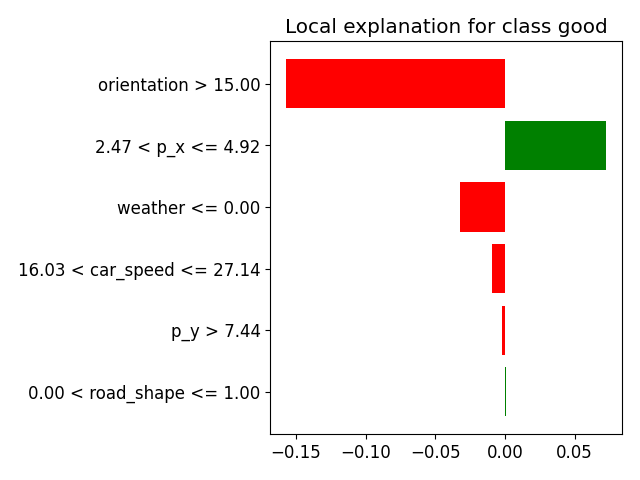 Local explanation for class good
orientation > 15.00
2.47 < p_x <= 4.92
weather <= 0.00
16.03 < car_speed <= 27.14
p_y > 7.44
0.00 < road_shape <= 1.00
−0.15 −0.10 −0.05 0.00 0.05